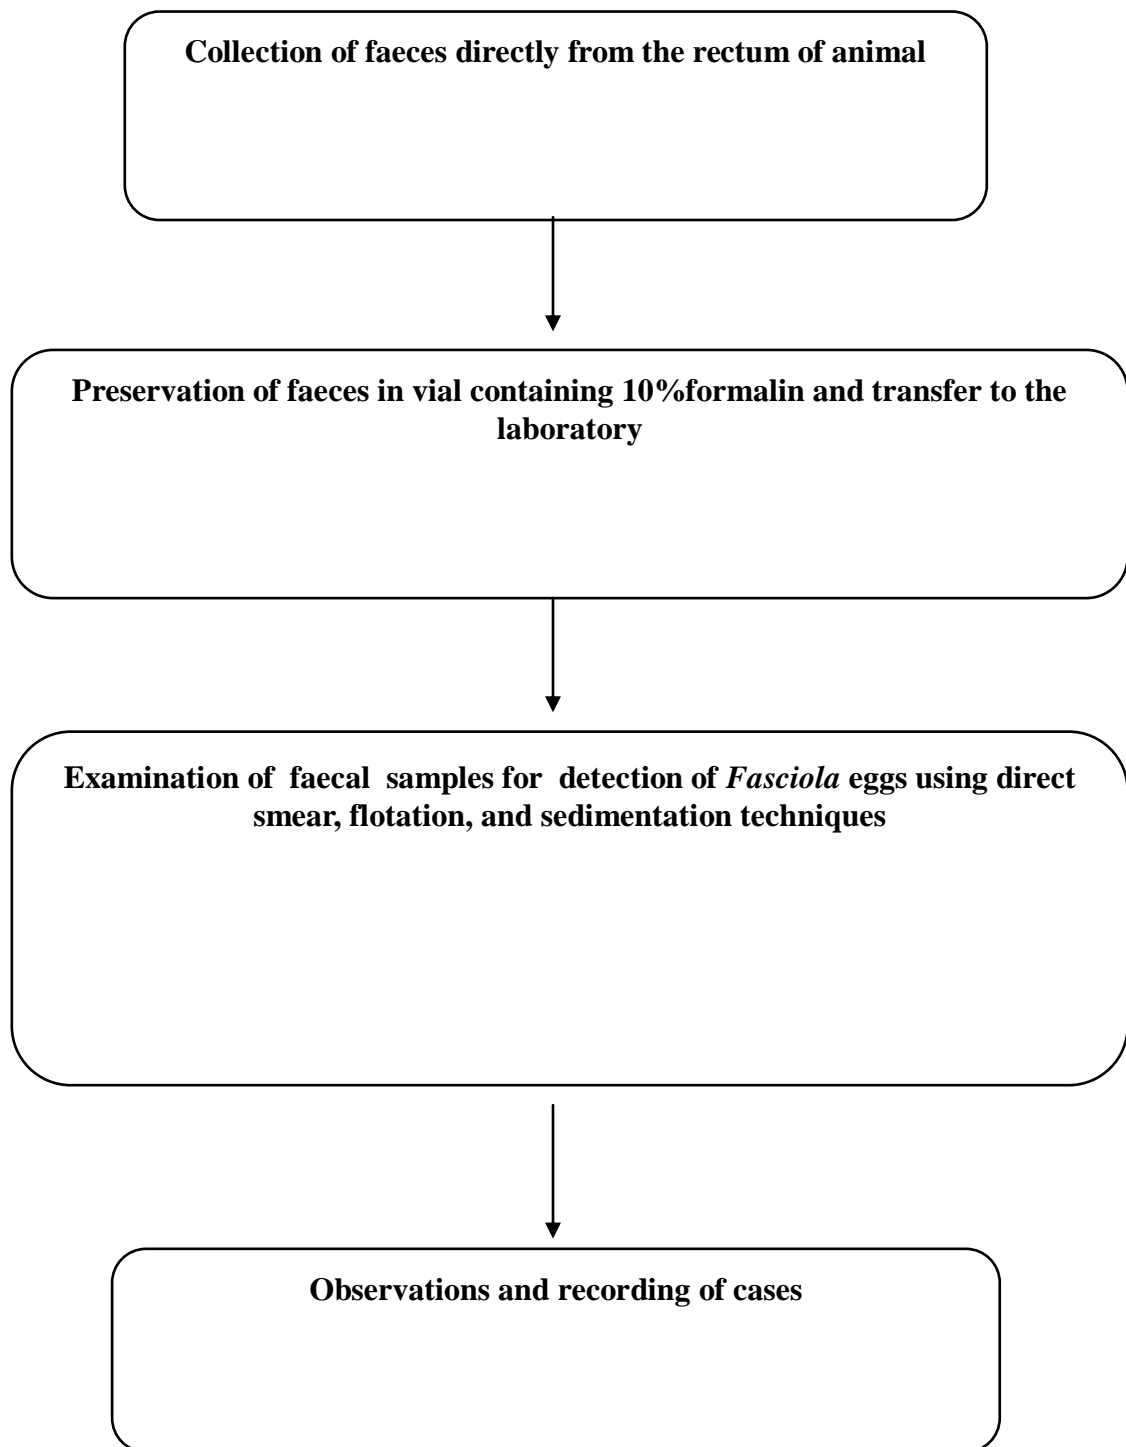 Collection of faeces directly from the rectum of animal
Preservation of faeces in vial containing 10%formalin and transfer to the
laboratory
Examination of  faecal  samples for  detection of Fasciola eggs using direct
smear, flotation, and sedimentation techniques
Observations and recording of cases